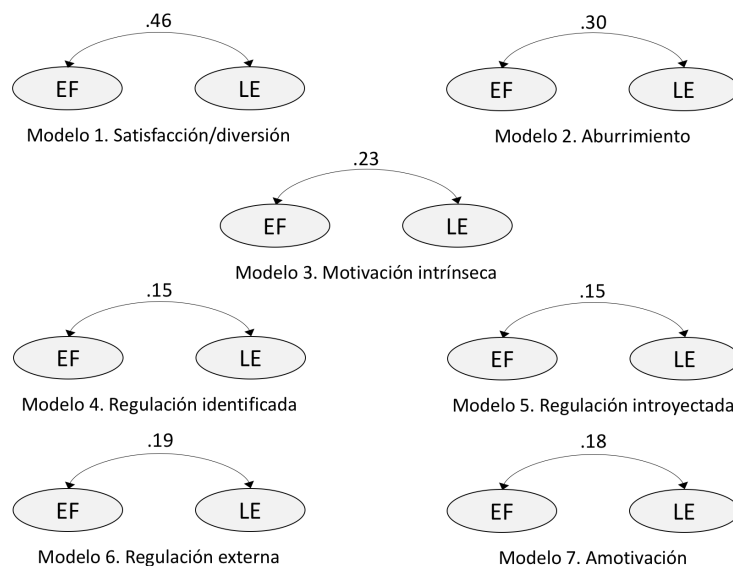 .46
.30
EF
LE
EF
LE
Modelo 1. Satisfacción/diversión
Modelo 2. Aburrimiento
.23
EF
LE
Modelo 3. Motivación intrínseca
.15
.15
EF
LE
EF
LE
Modelo 4. Regulación identificada
Modelo 5. Regulación introyectada
.19
.18
EF
LE
EF
LE
Modelo 6. Regulación externa
Modelo 7. Amotivación